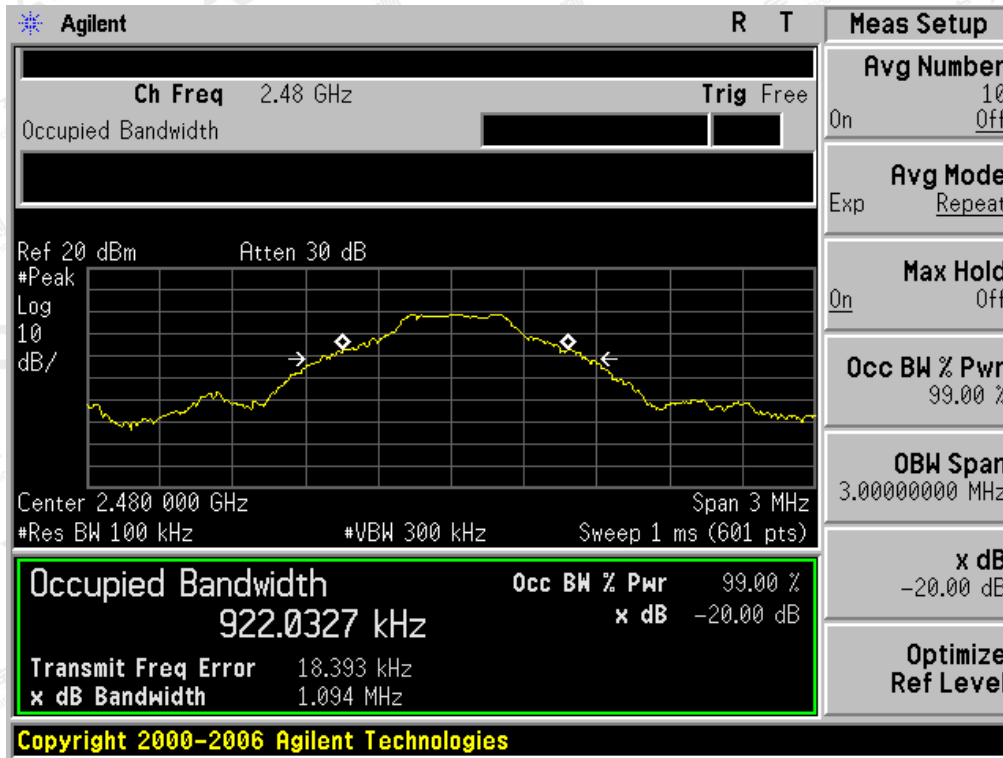 Agilent R T
Ch Freq 2.48 GHz Trig Free
Occupied Bandwidth
Ref 20 dBm Atten 30 dB
#Peak
Log
10
dB/
Center 2.480 000 GHz Span 3 MHz
#Res BW 100 kHz #VBW 300 kHz Sweep 1 ms (601 pts)
Occupied Bandwidth Occ BW % Pwr 99.00 %
922.0327 kHz x dB -20.00 dB
Transmit Freq Error 18.393 kHz
x dB Bandwidth 1.094 MHz
Copyright 2000-2006 Agilent Technologies
Meas Setup
Avg Number
10
On Off
Avg Mode
Exp Repeat
Max Hold
On Off
Occ BW % Pwr
99.00 %
OBW Span
3.00000000 MHz
x dB
-20.00 dB
Optimize
Ref Level